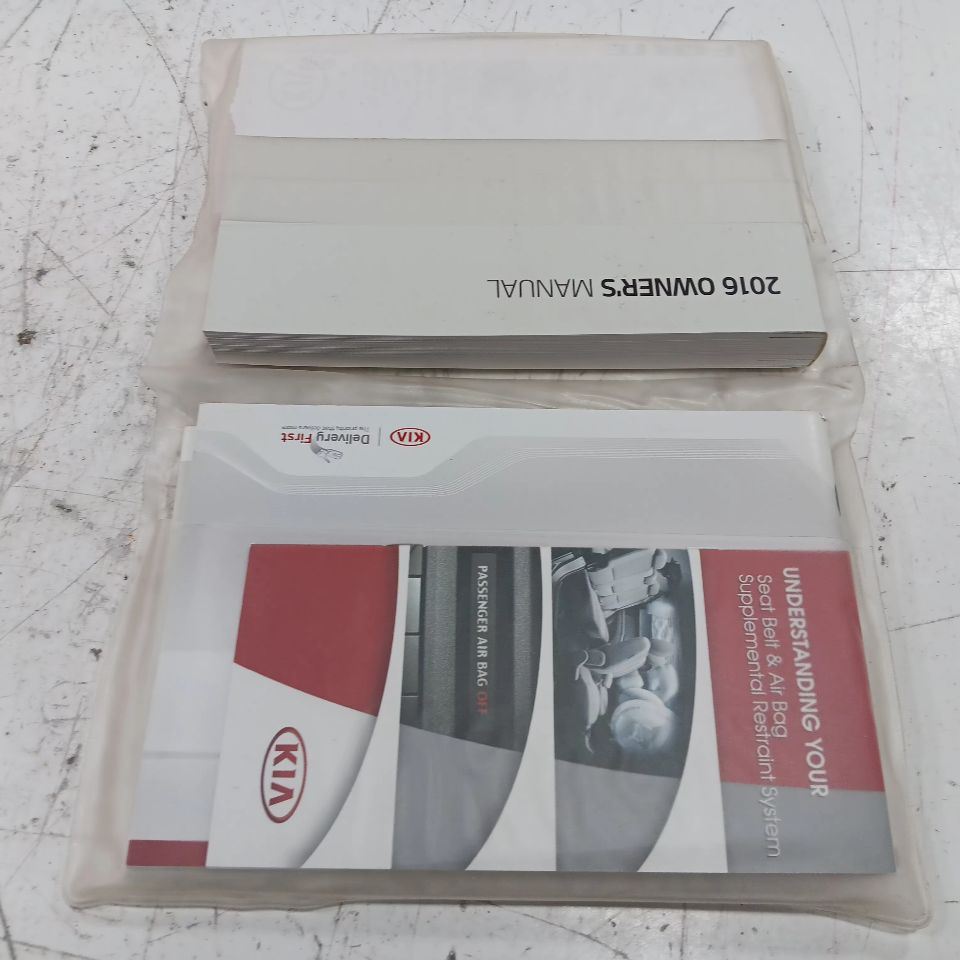 2016 OWNER'S MANUAL
KIA
Delivery First
The priority that delivers more
UNDERSTANDING YOUR
Seat Belt & Air Bag
Supplemental Restraint System
PASSENGER AIR BAG OFF
KIA